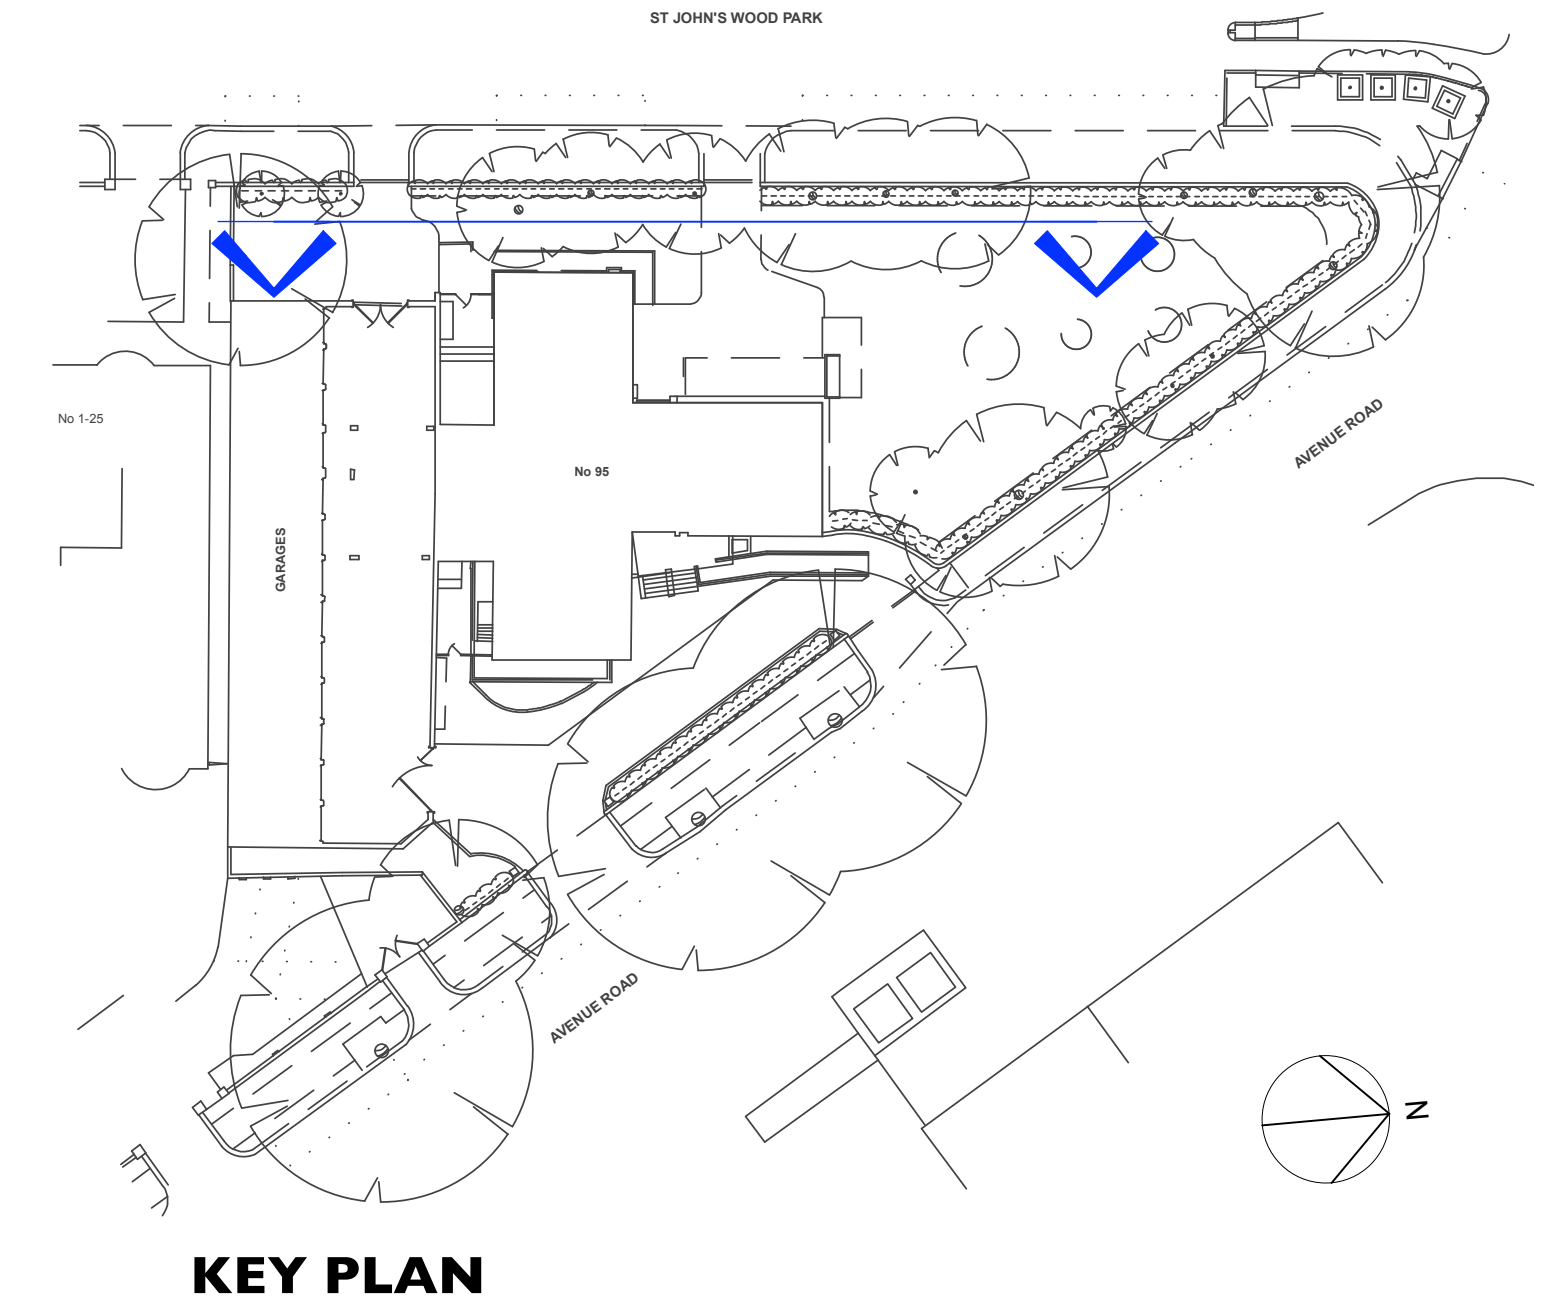 ST JOHN'S WOOD PARK
No 1-25
AVENUE ROAD
No 95
GARAGES
AVENUE ROAD
N
KEY PLAN